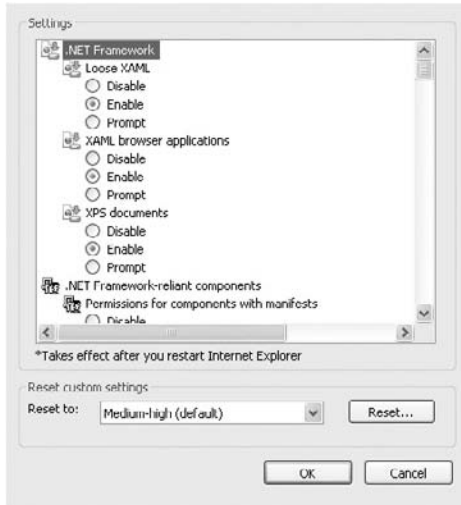 Settings
.NET Framework
Loose XAML
Disable
Enable
Prompt
XAML browser applications
Disable
Enable
Prompt
XPS documents
Disable
Enable
Prompt
.NET Framework-reliant components
Permissions for components with manifests
Disable
*Takes effect after you restart Internet Explorer
Reset custom settings
Reset to: Medium-high (default) Reset...
OK Cancel